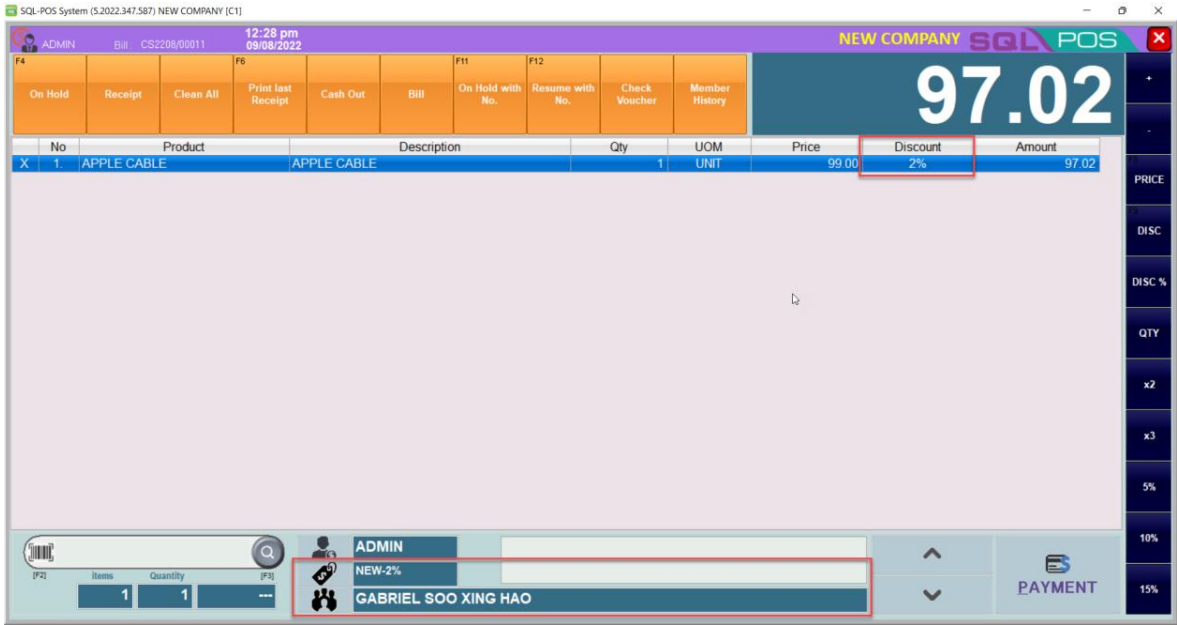 SQL-POS System (5.2022.347.587) NEW COMPANY [C1]
ADMIN Bill : CS2208/00011 12:28 pm 09/08/2022 NEW COMPANY SQL POS
F4 On Hold
Receipt
Clean All
F6 Print last Receipt
Cash Out
Bill
F11 On Hold with No.
F12 Resume with No.
Check Voucher
Member History
97.02
+
-
No Product Description Qty UOM Price Discount Amount
X 1. APPLE CABLE APPLE CABLE 1 UNIT 99.00 2% 97.02
PRICE
DISC
DISC %
QTY
x2
x3
5%
10%
15%
[F2]
[F3]
Items Quantity
1 1 ---
ADMIN
NEW-2%
GABRIEL SOO XING HAO
PAYMENT